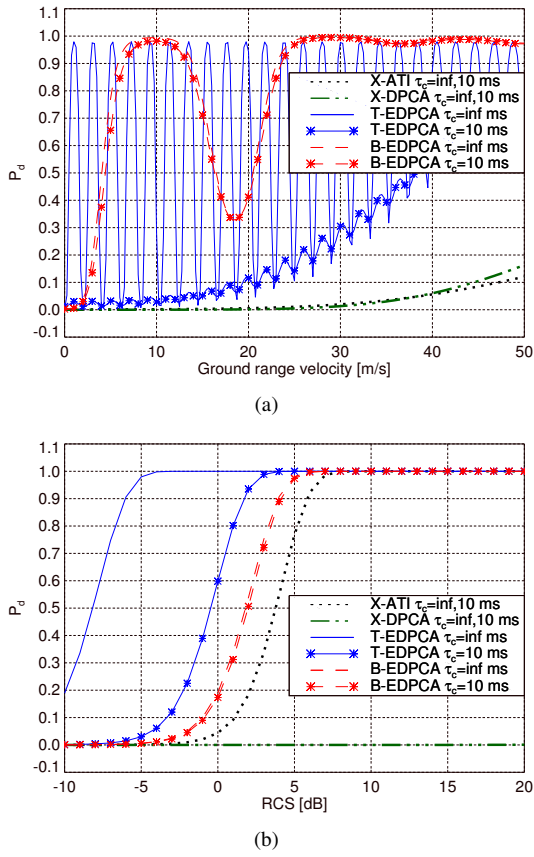 1.1
1.0
0.9
0.8
0.7
0.6
0.5
0.4
0.3
0.2
0.1
0.0
-0.1
P_d
X-ATI τ_c=inf,10 ms
X-DPCA τ_c=inf,10 ms
T-EDPCA τ_c=inf ms
T-EDPCA τ_c=10 ms
B-EDPCA τ_c=inf ms
B-EDPCA τ_c=10 ms
0 10 20 30 40 50
Ground range velocity [m/s]
(a)
1.1
1.0
0.9
0.8
0.7
0.6
0.5
0.4
0.3
0.2
0.1
0.0
-0.1
P_d
X-ATI τ_c=inf,10 ms
X-DPCA τ_c=inf,10 ms
T-EDPCA τ_c=inf ms
T-EDPCA τ_c=10 ms
B-EDPCA τ_c=inf ms
B-EDPCA τ_c=10 ms
-10 -5 0 5 10 15 20
RCS [dB]
(b)